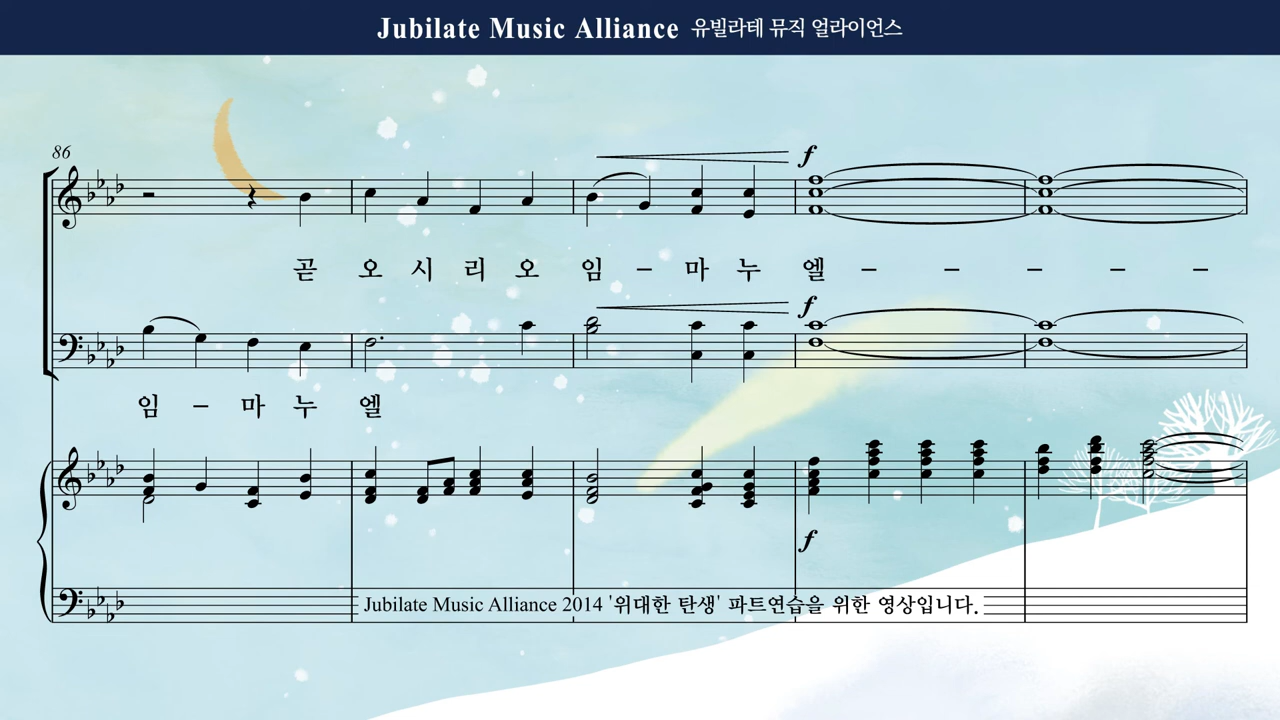 Jubilate Music Alliance 유빌라테 뮤직 얼라이언스
86
f
곧 오 시 리 오 임 – 마 누 엘 – – – – –
f
임 – 마 누 엘
f
Jubilate Music Alliance 2014 '위대한 탄생' 파트연습을 위한 영상입니다.